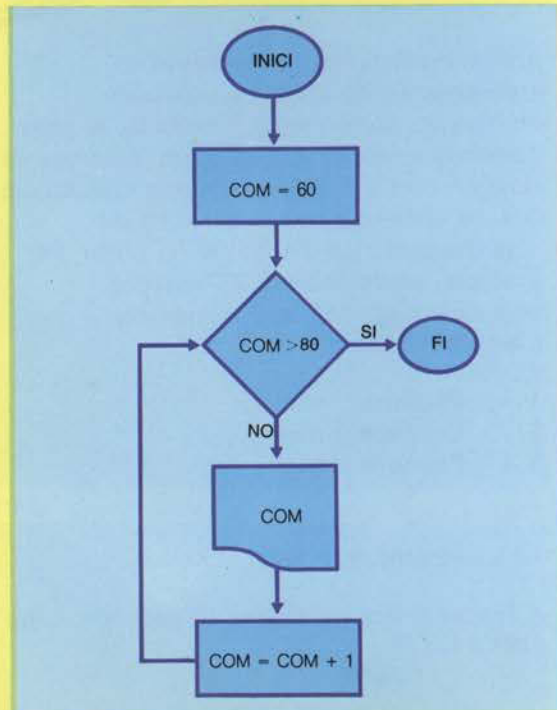 INICI
COM = 60
COM >80
SI
FI
NO
COM
COM = COM + 1